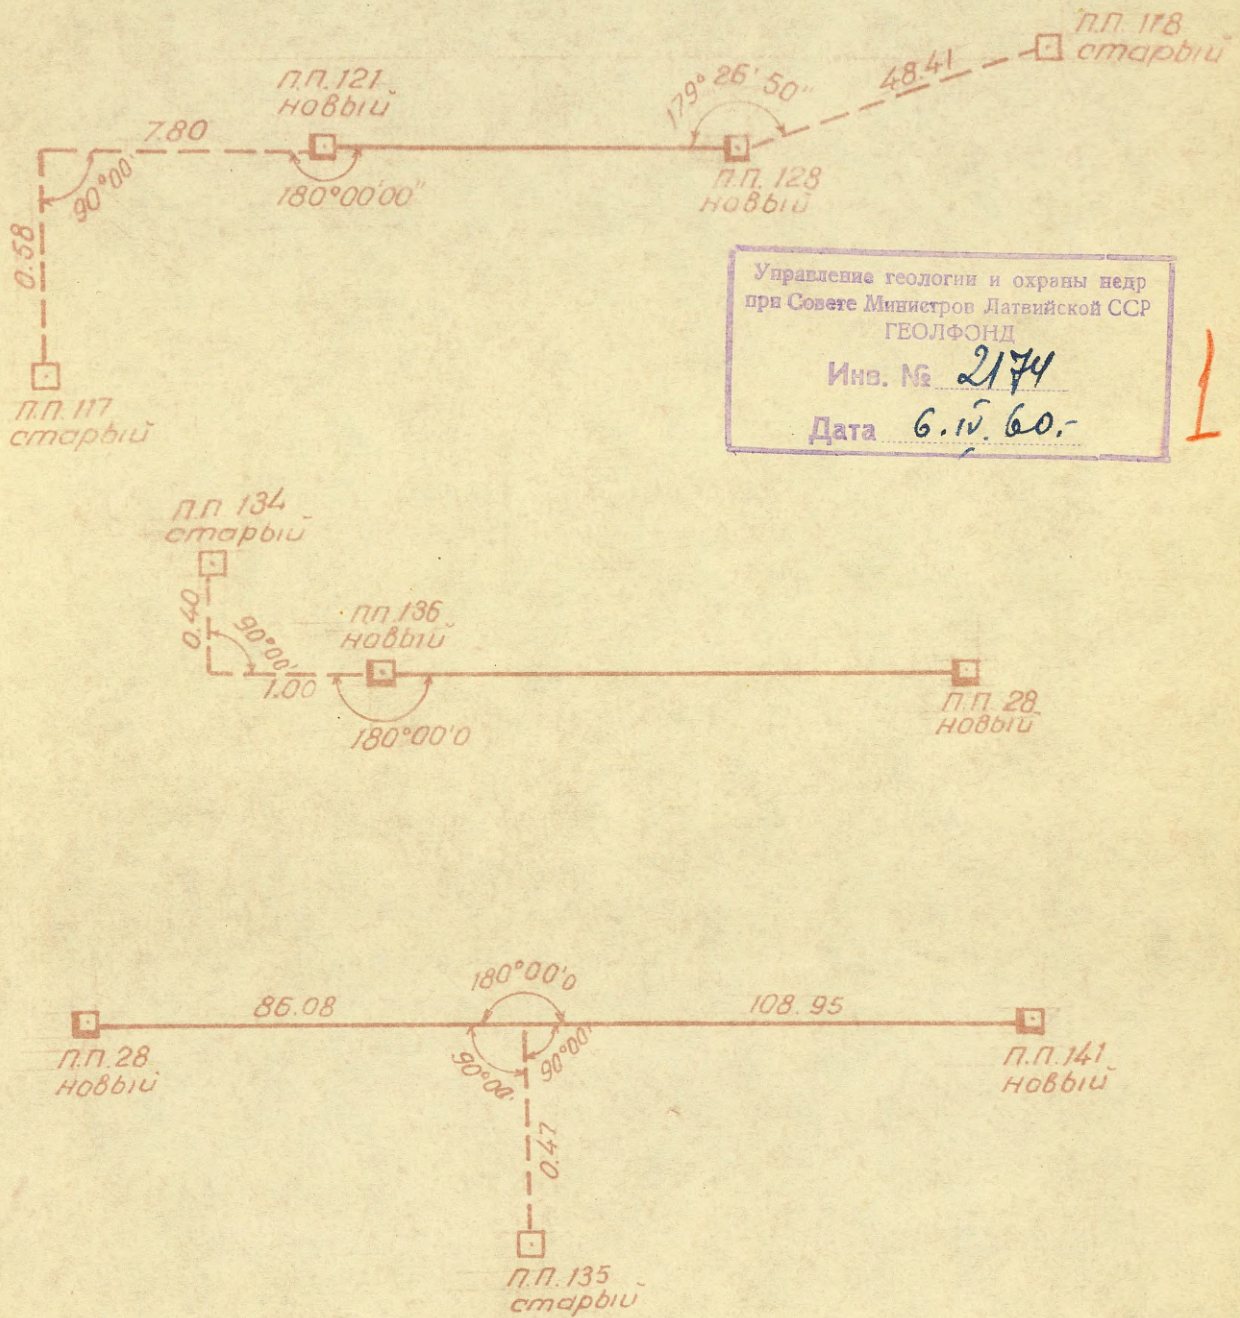 П.П. 118
старый
48.41
179° 26' 50"
П.П. 121
новый
7.80
90°00'
180°00'00"
П.П. 128
новый
0.58
П.П. 117
старый
Управление геологии и охраны недр
при Совете Министров Латвийской ССР
ГЕОЛФОНД
Инв. № 2174
Дата 6.IV.60.-
1
П.П. 134
старый
0.40
90°00'
П.П. 136
новый
1.00
180°00'0
П.П. 28
новый
180°00'0
86.08
108.95
П.П. 28
новый
90°00'
90°00'
П.П. 141
новый
0.47
П.П. 135
старый